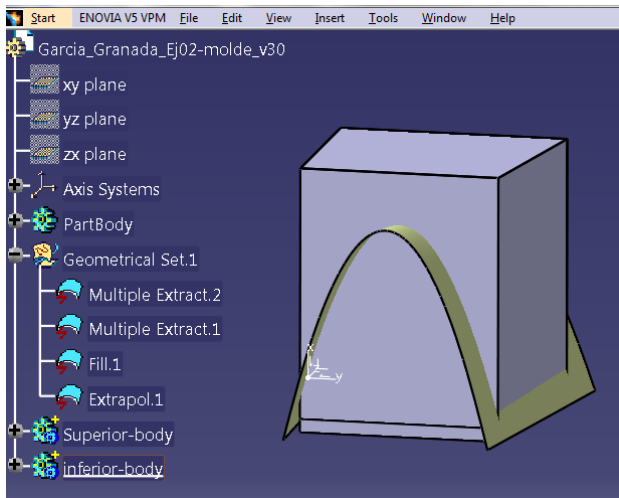 Start ENOVIA V5 VPM File Edit View Insert Tools Window Help
Garcia_Granada_Ej02-molde_v30
xy plane
yz plane
zx plane
Axis Systems
PartBody
Geometrical Set.1
Multiple Extract.2
Multiple Extract.1
Fill.1
Extrapol.1
Superior-body
inferior-body
x
y